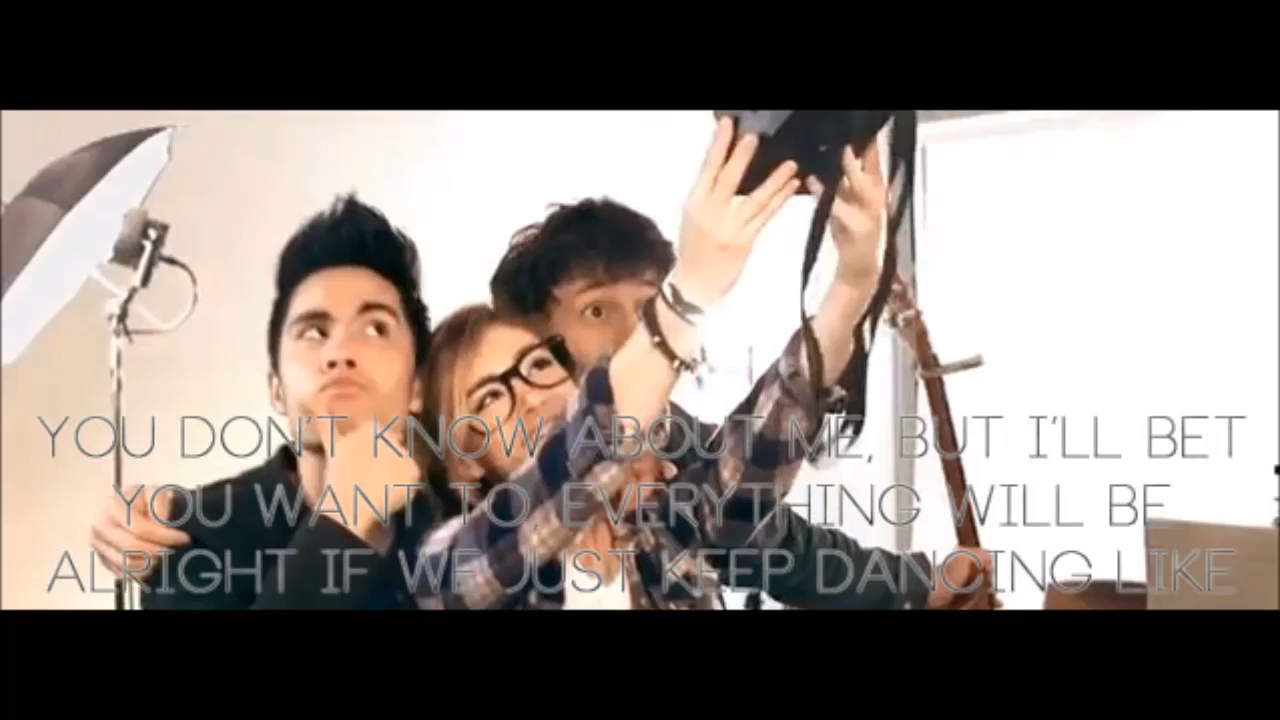 YOU DON'T KNOW ABOUT ME, BUT I'LL BET
YOU WANT TO, EVERYTHING WILL BE
ALRIGHT IF WE JUST KEEP DANCING LIKE